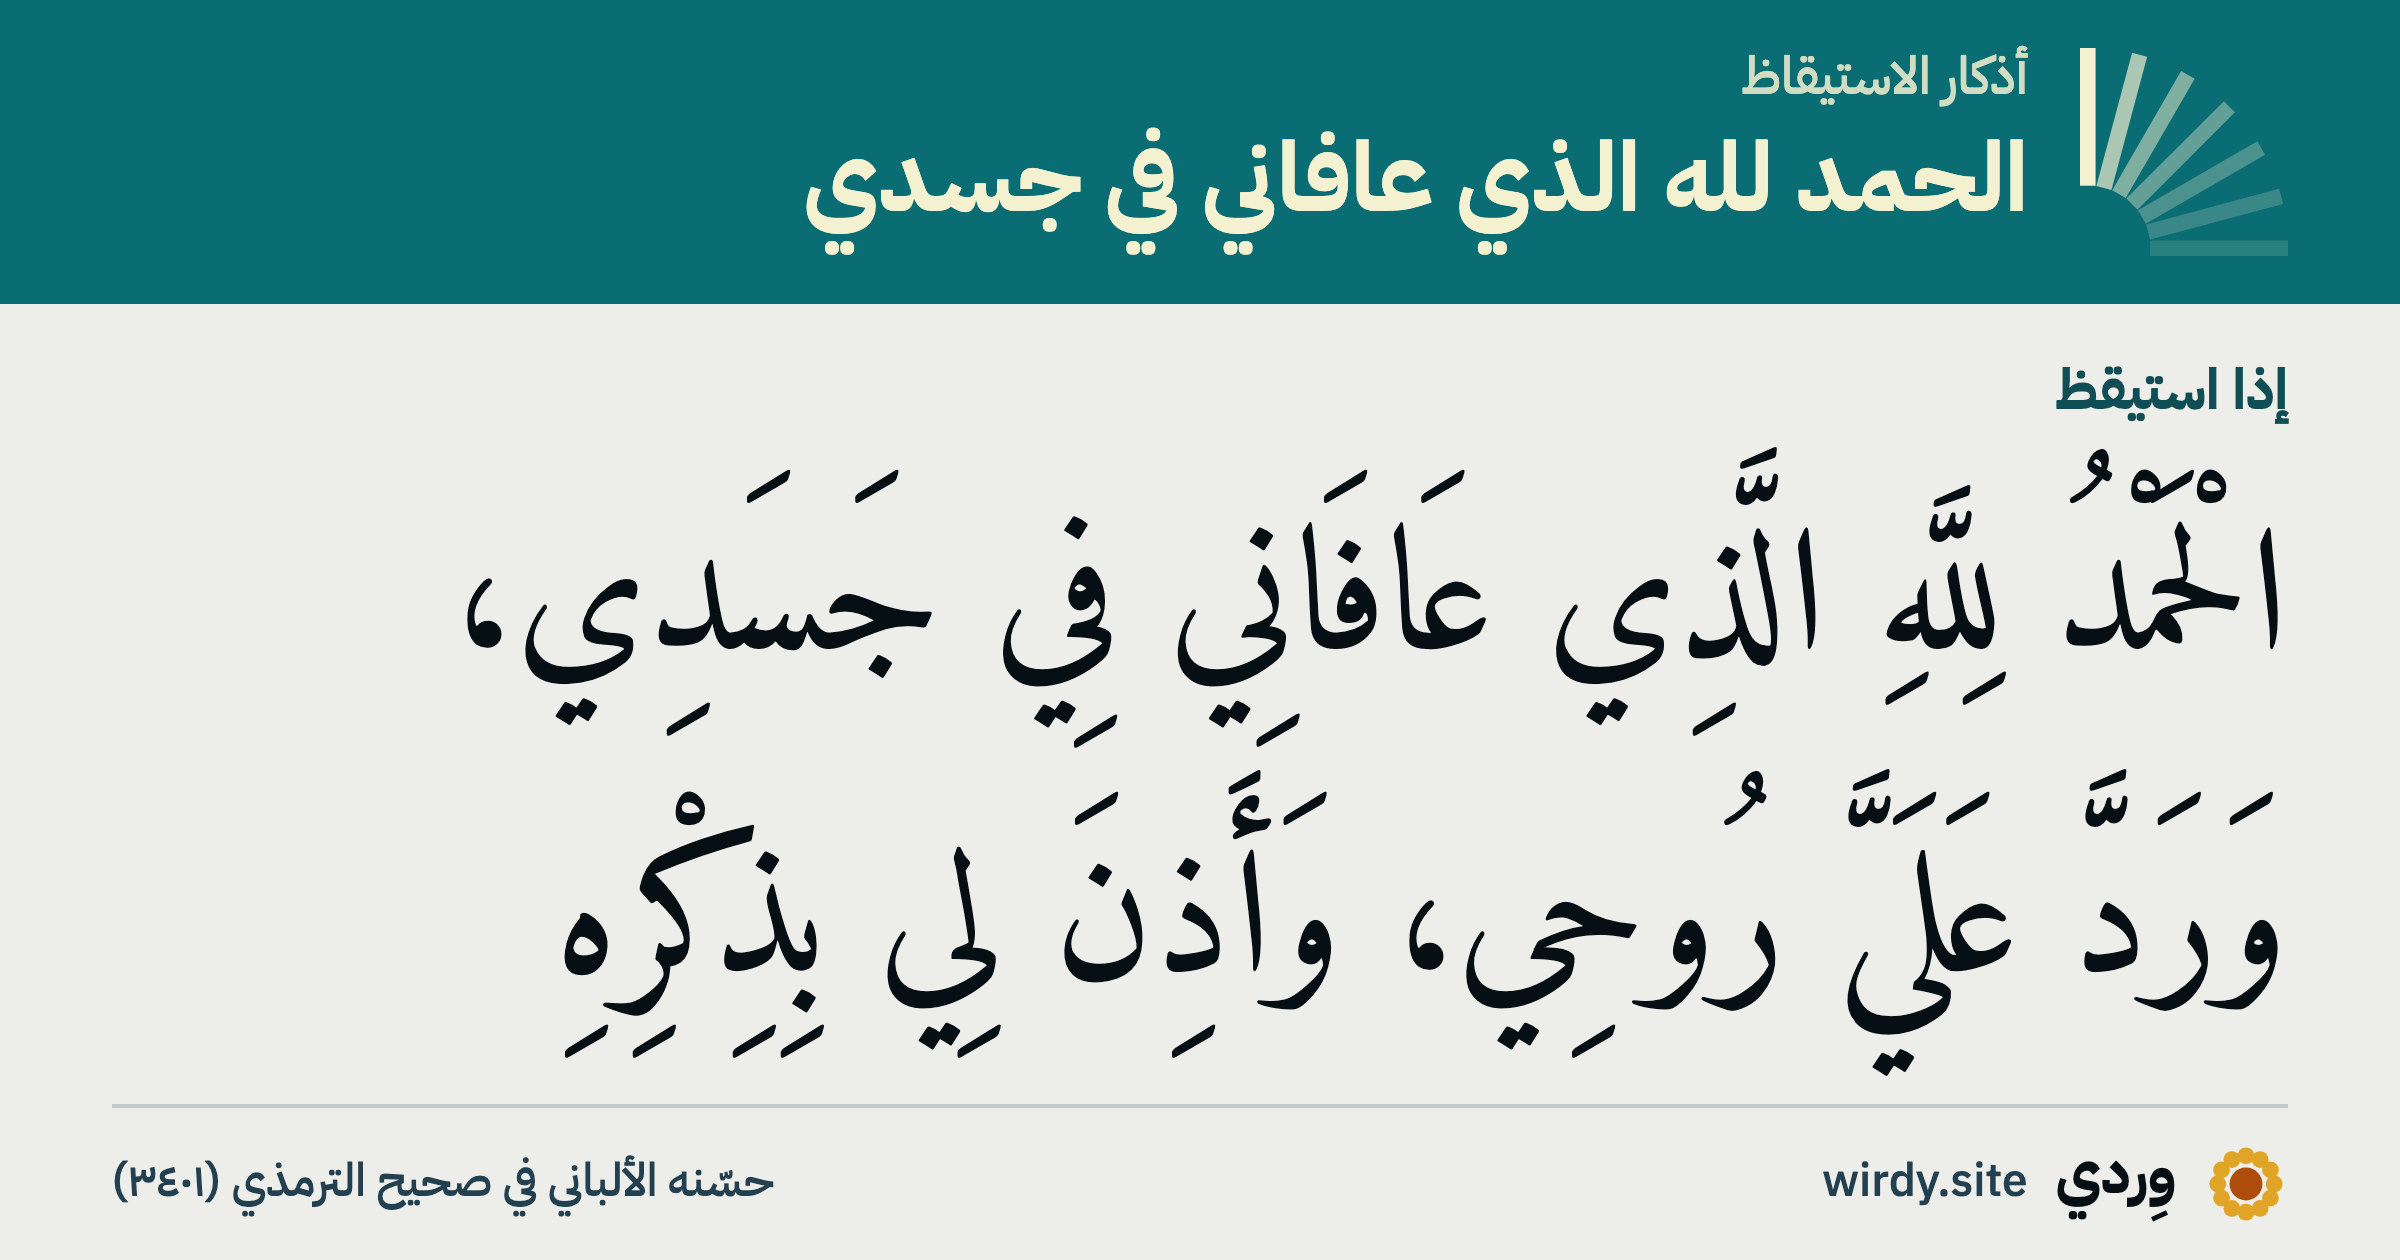 أذكار الاستيقاظ
الحمد لله الذي عافاني في جسدي
إذا استيقظ
الْحَمْدُ لِلَّهِ الَّذِي عَافَانِي فِي جَسَدِي،
وَرَدَّ عَلَيَّ رُوحِي، وَأَذِنَ لِي بِذِكْرِهِ
وِردي wirdy.site
حسّنه الألباني في صحيح الترمذي (٣٤٠١)